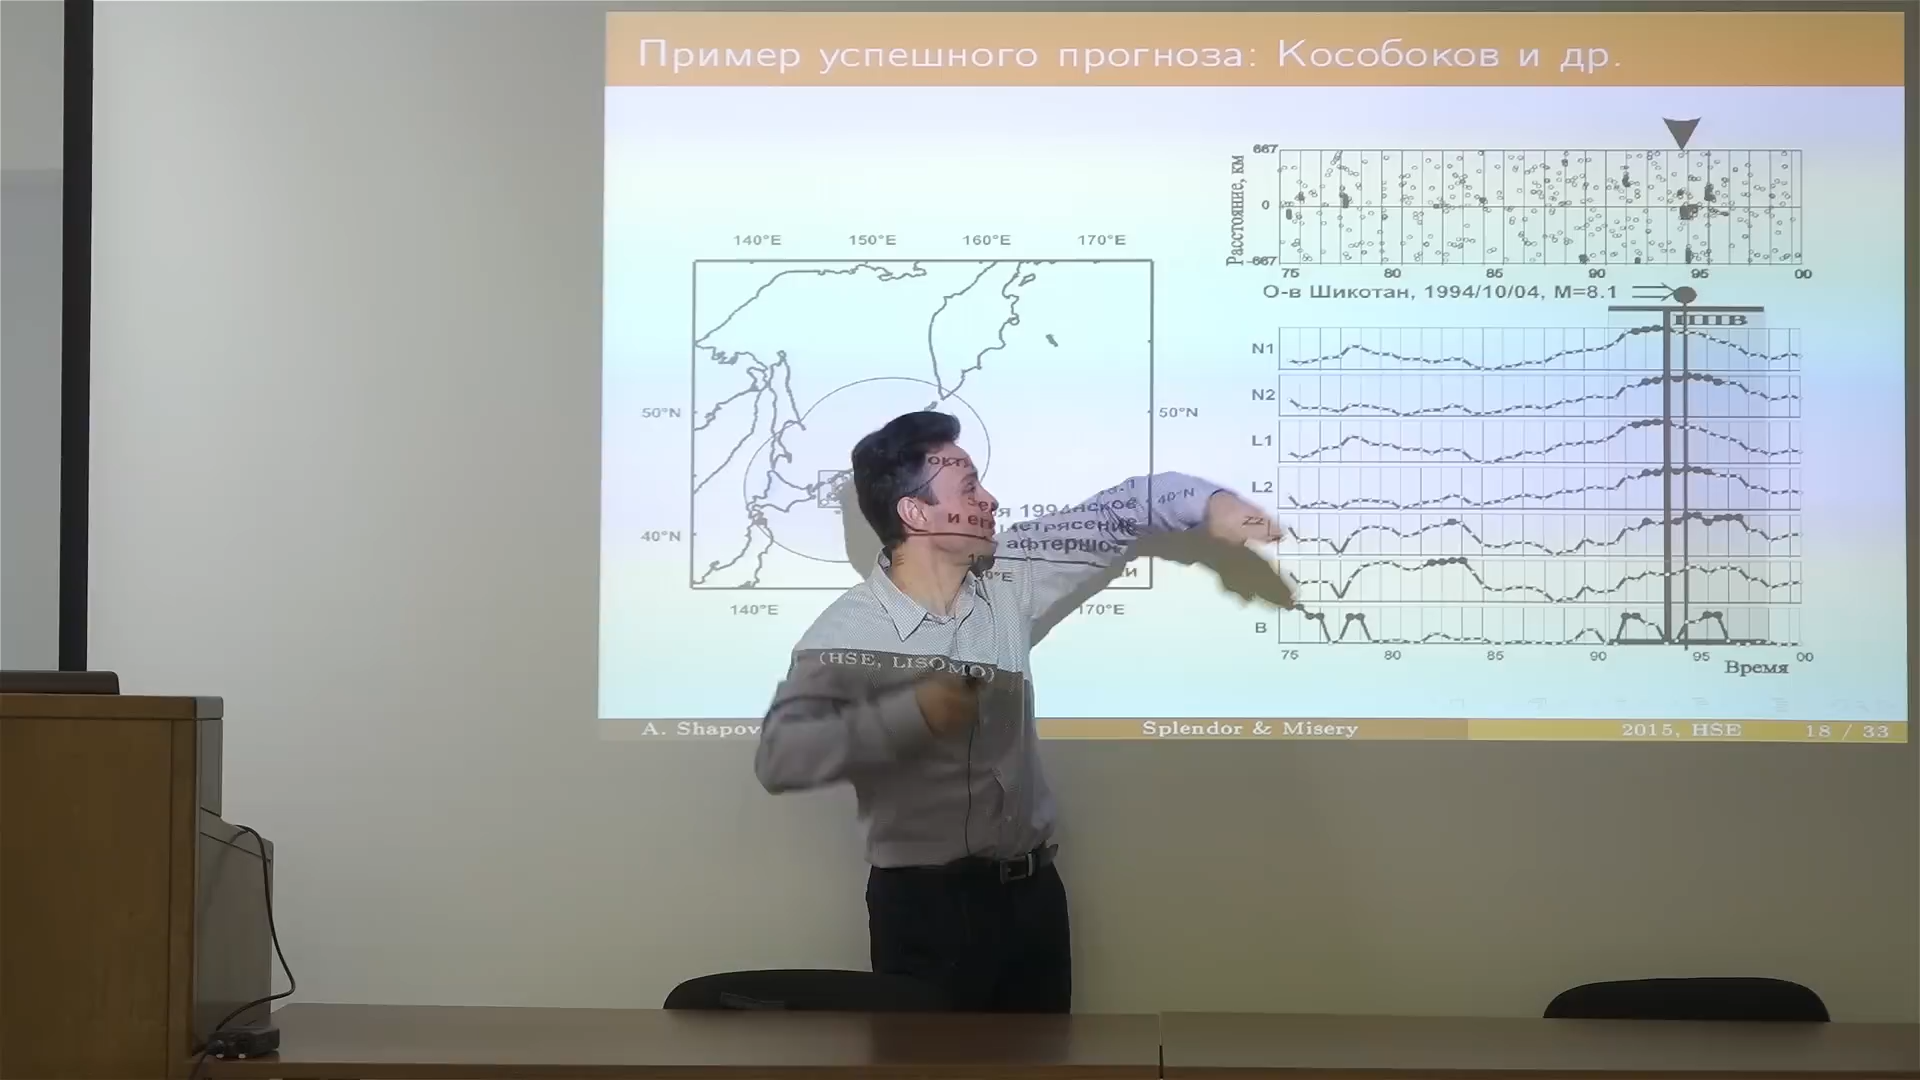 Пример успешного прогноза: Кособоков и др.
140°E 150°E 160°E 170°E
50°N 50°N
40°N 40°N
140°E 170°E
афтершо
667
0
-667
Расстояние, км
75 80 85 90 95 00
О-в Шикотан, 1994/10/04, M=8.1
N1
N2
L1
L2
B
75 80 85 90 95 00
Время
(HSE, LISOMO)
A. Shapov
Splendor & Misery
2015, HSE
18 / 33